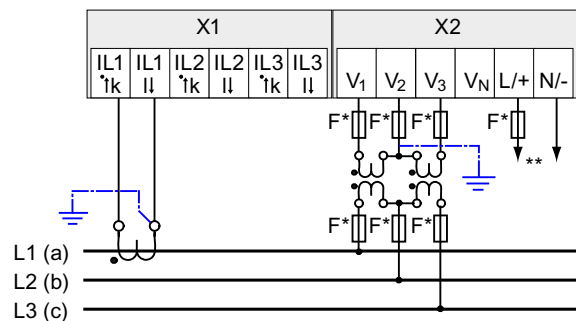 X1 X2
IL1 IL1 IL2 IL2 IL3 IL3
k l k l k l
V1 V2 V3 VN L/+ N/-
F* F* F* F*
**
F* F* F*
L1 (a)
L2 (b)
L3 (c)